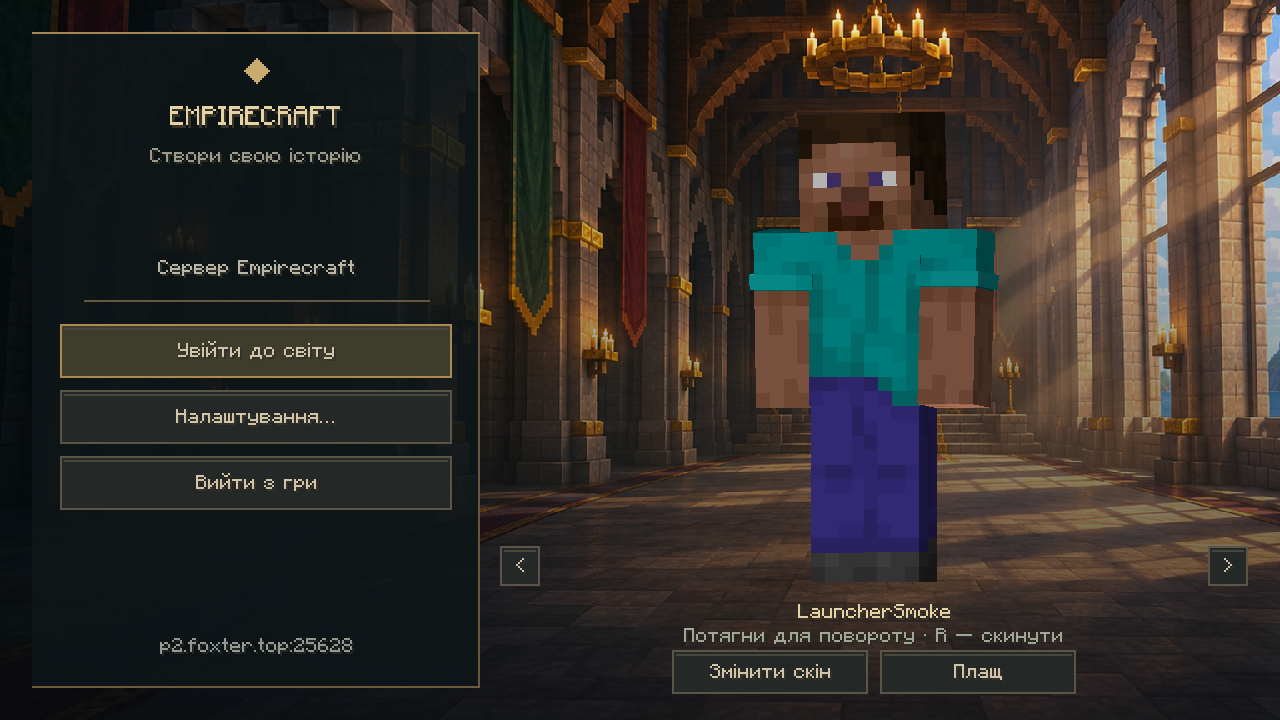 EMPIRECRAFT
Створи свою історію
Сервер Empirecraft
Увійти до світу
Налаштування...
Вийти з гри
p2.foxter.top:25628
<
>
LauncherSmoke
Потягни для повороту · R — скинути
Змінити скін
Плащ